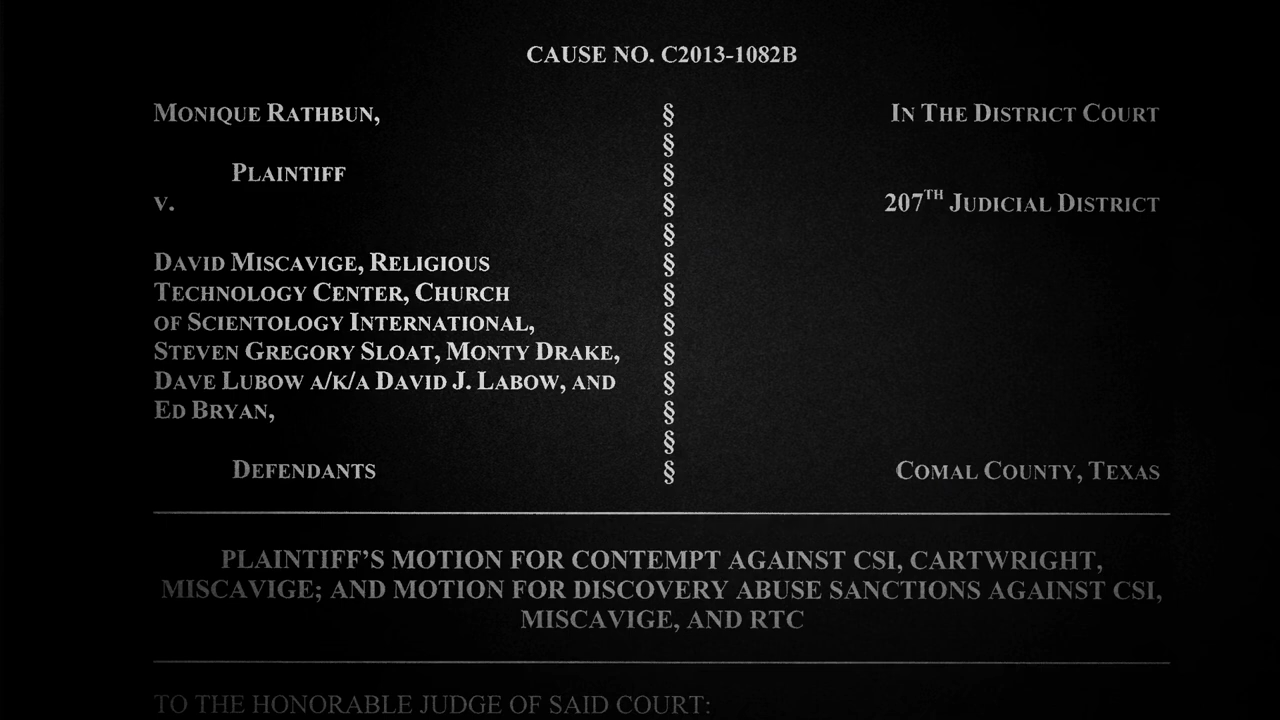 CAUSE NO. C2013-1082B
MONIQUE RATHBUN, § IN THE DISTRICT COURT
§
PLAINTIFF §
V. § 207TH JUDICIAL DISTRICT
§
DAVID MISCAVIGE, RELIGIOUS §
TECHNOLOGY CENTER, CHURCH §
OF SCIENTOLOGY INTERNATIONAL, §
STEVEN GREGORY SLOAT, MONTY DRAKE, §
DAVE LUBOW A/K/A DAVID J. LABOW, AND §
ED BRYAN, §
§
DEFENDANTS § COMAL COUNTY, TEXAS
PLAINTIFF'S MOTION FOR CONTEMPT AGAINST CSI, CARTWRIGHT,
MISCAVIGE; AND MOTION FOR DISCOVERY ABUSE SANCTIONS AGAINST CSI,
MISCAVIGE, AND RTC
TO THE HONORABLE JUDGE OF SAID COURT: